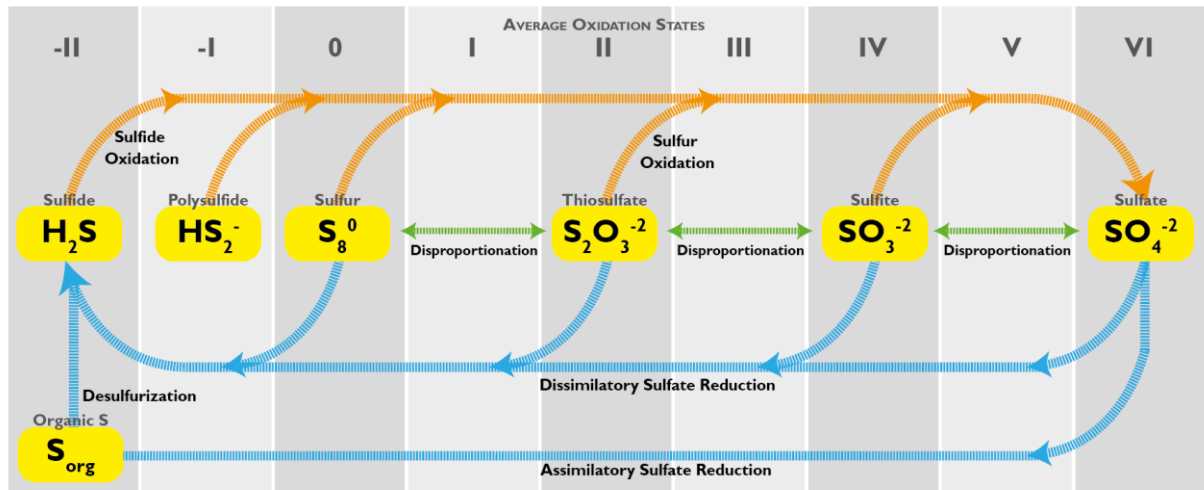 AVERAGE OXIDATION STATES
-II -I 0 I II III IV V VI
Sulfide
Oxidation
Sulfur
Oxidation
Sulfide Polysulfide Sulfur Thiosulfate Sulfite Sulfate
H₂S HS₂⁻ S₈⁰ S₂O₃⁻² SO₃⁻² SO₄⁻²
Disproportionation Disproportionation Disproportionation
Dissimilatory Sulfate Reduction
Desulfurization
Organic S
S_org
Assimilatory Sulfate Reduction